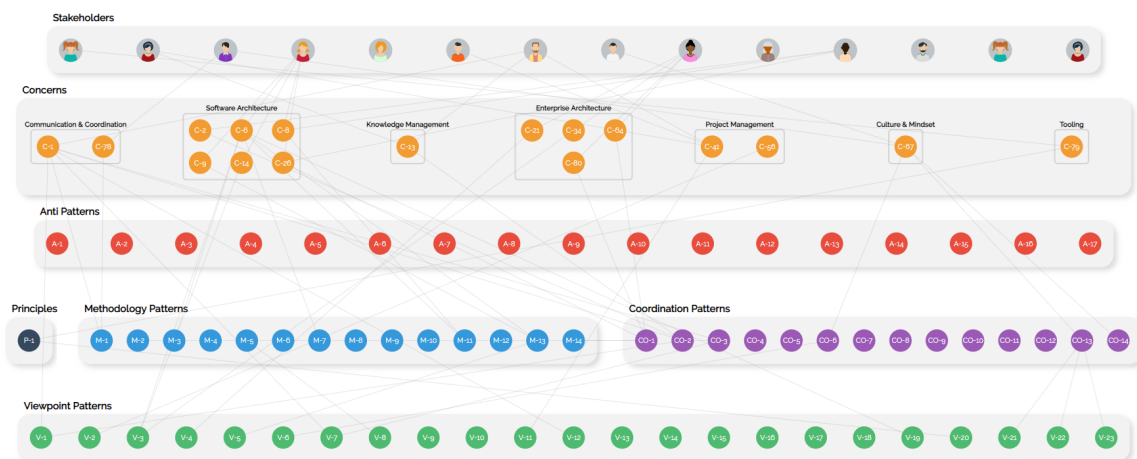 Stakeholders
Concerns
Software Architecture
Enterprise Architecture
Communication & Coordination
Knowledge Management
Project Management
Culture & Mindset
Tooling
C-2 C-6 C-8 C-21 C-34 C-64
C-1 C-78 C-13 C-41 C-56 C-67 C-79
C-9 C-14 C-26 C-80
Anti Patterns
A-1 A-2 A-3 A-4 A-5 A-6 A-7 A-8 A-9 A-10 A-11 A-12 A-13 A-14 A-15 A-16 A-17
Principles Methodology Patterns Coordination Patterns
P-1 M-1 M-2 M-3 M-4 M-5 M-6 M-7 M-8 M-9 M-10 M-11 M-12 M-13 M-14 CO-1 CO-2 CO-3 CO-4 CO-5 CO-6 CO-7 CO-8 CO-9 CO-10 CO-11 CO-12 CO-13 CO-14
Viewpoint Patterns
V-1 V-2 V-3 V-4 V-5 V-6 V-7 V-8 V-9 V-10 V-11 V-12 V-13 V-14 V-15 V-16 V-17 V-18 V-19 V-20 V-21 V-22 V-23